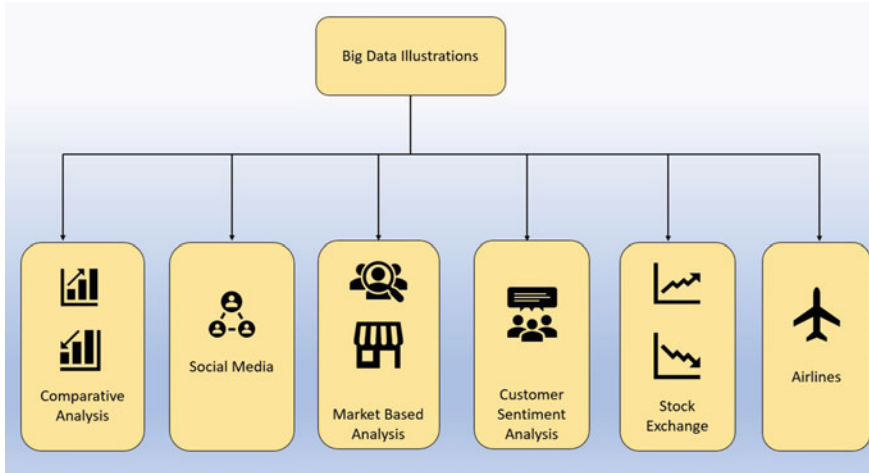 Big Data Illustrations
Comparative
Analysis
Social Media
Market Based
Analysis
Customer
Sentiment
Analysis
Stock
Exchange
Airlines